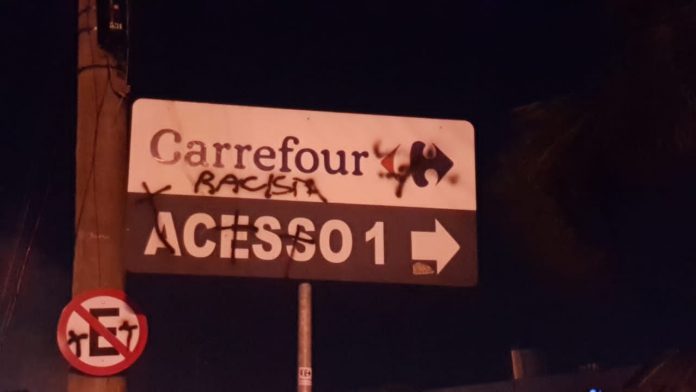 Carrefour
RACISTA
ACESSO 1
E